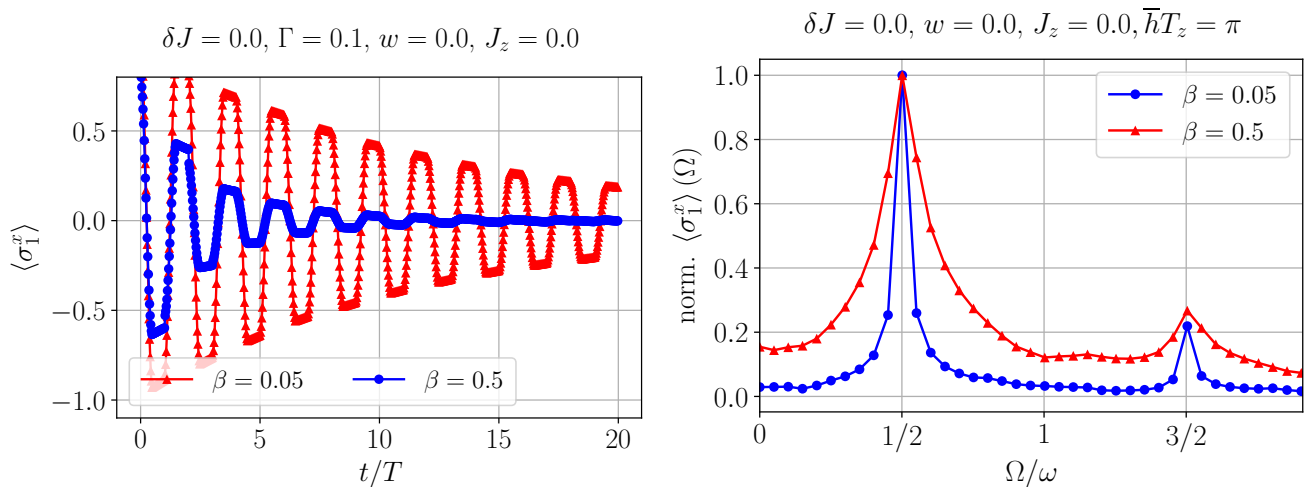 δJ = 0.0, Γ = 0.1, w = 0.0, J_z = 0.0
⟨σ₁ˣ⟩
0.5
0.0
−0.5
−1.0
β = 0.05
β = 0.5
0
5
10
15
20
t/T
δJ = 0.0, w = 0.0, J_z = 0.0, h̅T_z = π
norm. ⟨σ₁ˣ⟩ (Ω)
1.0
0.8
0.6
0.4
0.2
0.0
β = 0.05
β = 0.5
0
1/2
1
3/2
Ω/ω